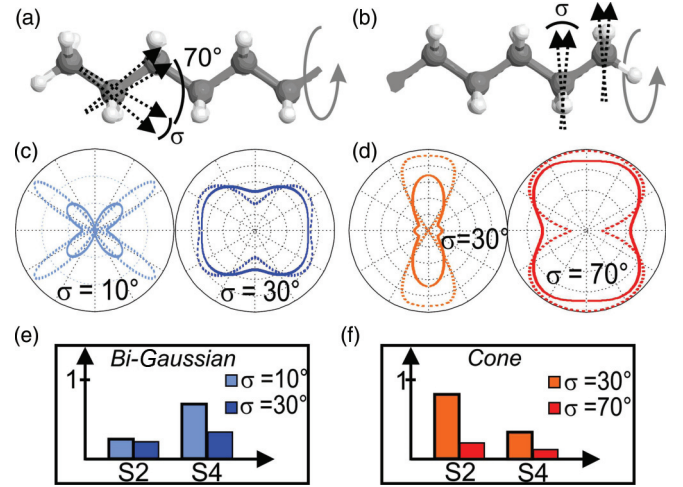 (a)
70°
σ
(b)
σ
(c)
σ = 10°
σ = 30°
(d)
σ=30°
σ = 70°
(e)
Bi-Gaussian
1
σ =10°
σ =30°
S2
S4
(f)
Cone
1
σ =30°
σ =70°
S2
S4